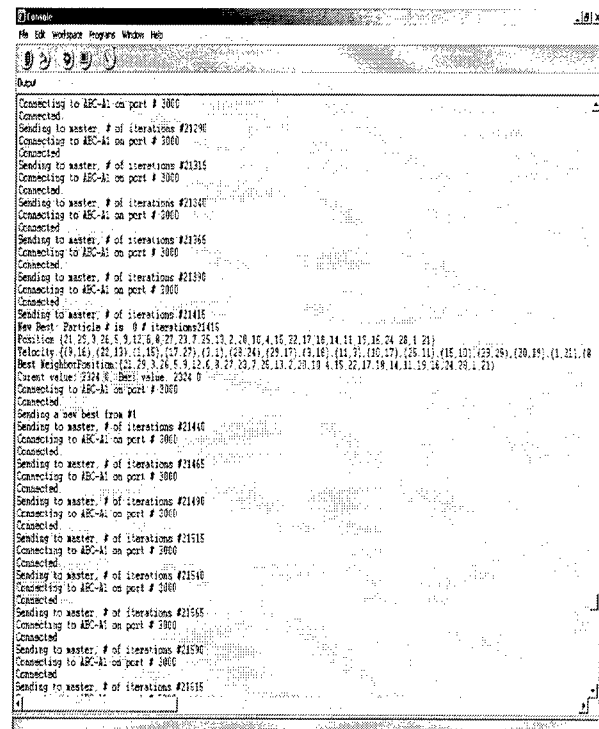 Console
File Edit Workspace Programs Window Help
Output
Connecting to ABC-A1 on port # 3000
Connected.
Sending to master, # of iterations #21290
Connecting to ABC-A1 on port # 3000
Connected
Sending to master, # of iterations #21315
Connecting to ABC-A1 on port # 3000
Connected.
Sending to master, # of iterations #21340
Connecting to ABC-A1 on port # 3000
Connected
Sending to master, # of iterations #21365
Connecting to ABC-A1 on port # 3000
Connected.
Sending to master, # of iterations #21390
Connecting to ABC-A1 on port # 3000
Connected
Sending to master, # of iterations #21415
New Best: Particle # is 0 # iterations21415
Position
Velocity
Best NeighborPosition
Curent value: 2324.0, Best value: 2324.0
Connecting to ABC-A1 on port # 3000
Connected.
Sending a new best from #1
Sending to master, # of iterations #21440
Connecting to ABC-A1 on port # 3000
Connected.
Sending to master, # of iterations #21465
Connecting to ABC-A1 on port # 3000
Connected.
Sending to master, # of iterations #21490
Connecting to ABC-A1 on port # 3000
Connected.
Sending to master, # of iterations #21515
Connecting to ABC-A1 on port # 3000
Connected.
Sending to master, # of iterations #21540
Connecting to ABC-A1 on port # 3000
Connected
Sending to master, # of iterations #21565
Connecting to ABC-A1 on port # 3000
Connected
Sending to master, # of iterations #21590
Connecting to ABC-A1 on port # 3000
Connected
Sending to master, # of iterations #21615